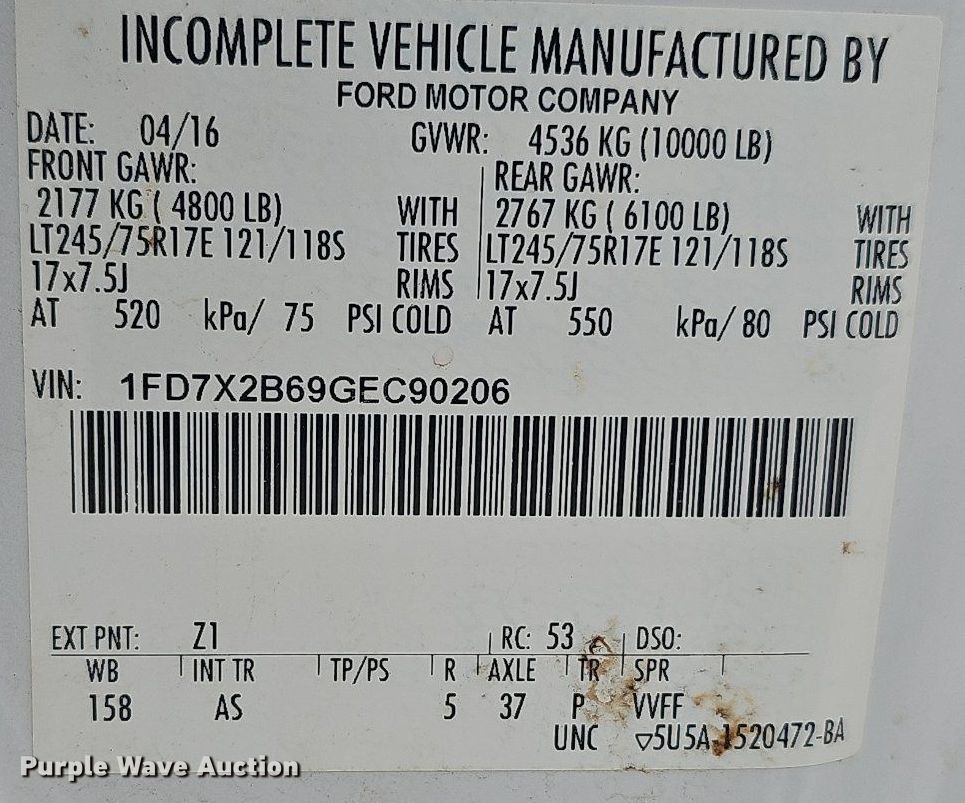 INCOMPLETE VEHICLE MANUFACTURED BY
FORD MOTOR COMPANY
DATE: 04/16 GVWR: 4536 KG (10000 LB)
FRONT GAWR: REAR GAWR:
2177 KG ( 4800 LB) WITH 2767 KG ( 6100 LB) WITH
LT245/75R17E 121/118S TIRES LT245/75R17E 121/118S TIRES
17x7.5J RIMS 17x7.5J RIMS
AT 520 kPa/ 75 PSI COLD AT 550 kPa/ 80 PSI COLD
VIN: 1FD7X2B69GEC90206
EXT PNT: Z1 RC: 53 DSO:
WB INT TR TP/PS R AXLE TR SPR
158 AS 5 37 P VVFF
UNC ▽5U5A-1520472-BA
Purple Wave Auction